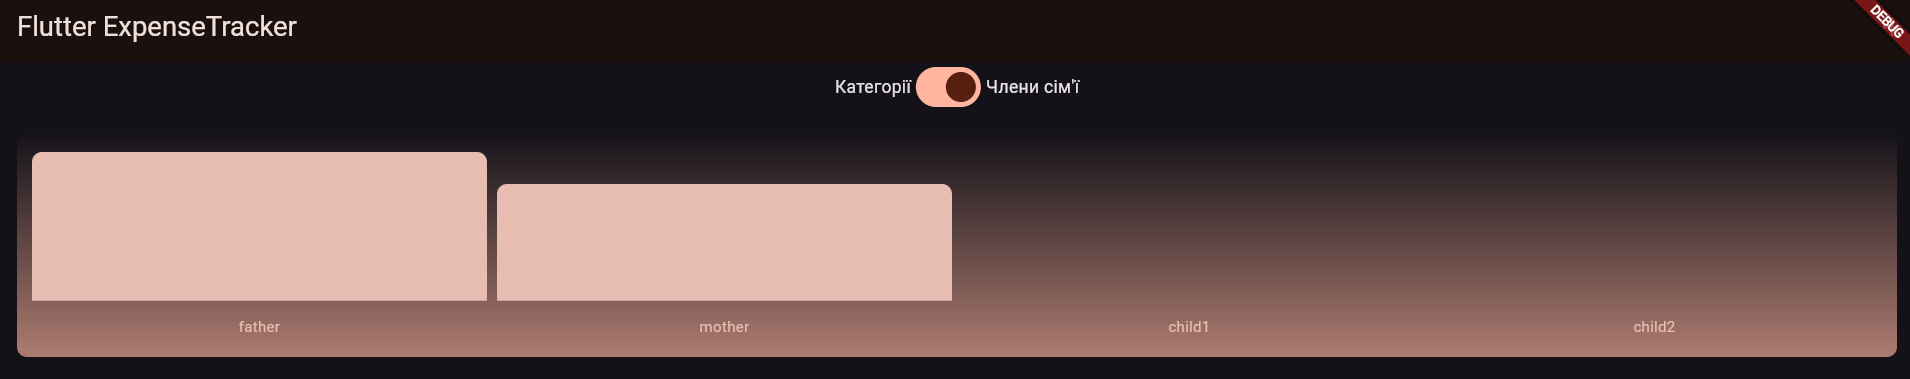 Flutter ExpenseTracker
DEBUG
Категорії Члени сім'ї
father mother child1 child2